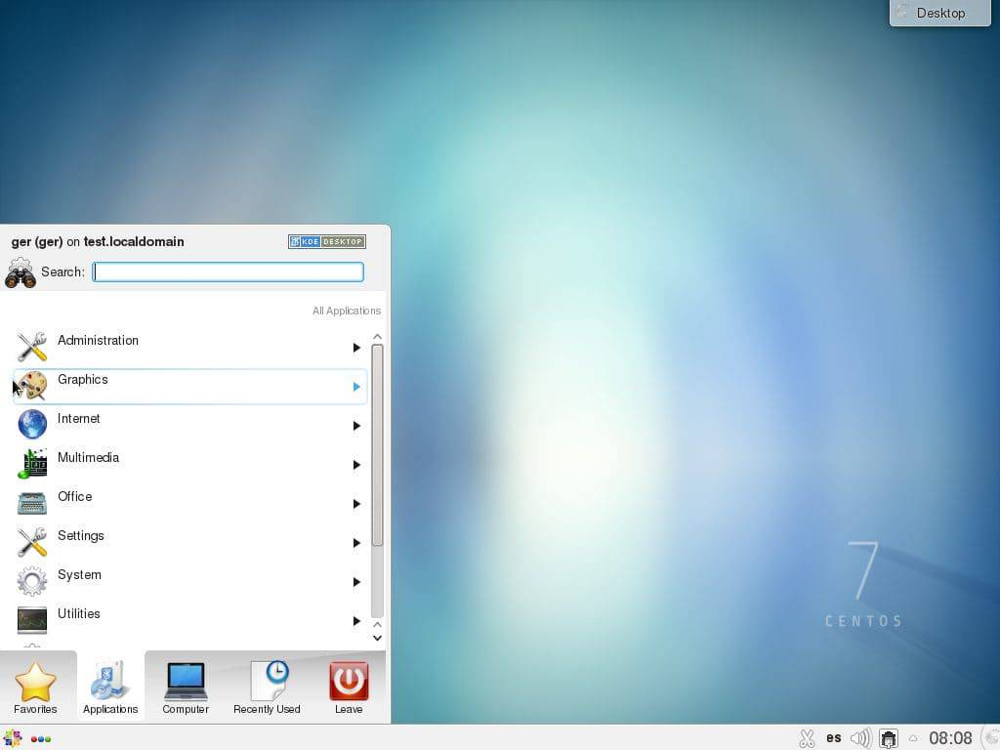 Desktop
ger (ger) on test.localdomain
KDE DESKTOP
Search:
All Applications
Administration
Graphics
Internet
Multimedia
Office
Settings
System
Utilities
7
CENTOS
Favorites
Applications
Computer
Recently Used
Leave
es
08:08